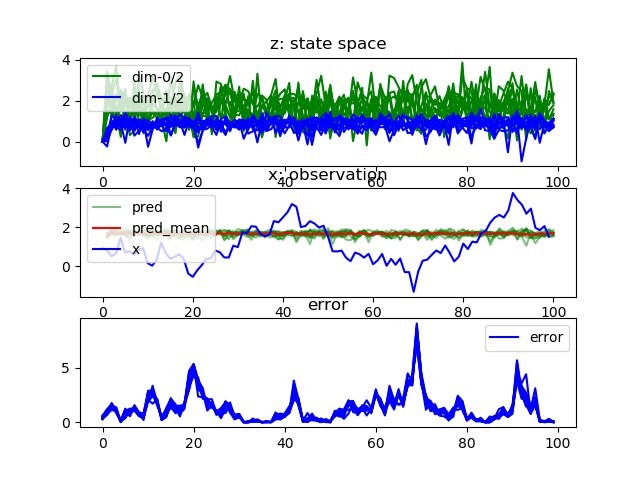 z: state space
4
2
0
dim-0/2
dim-1/2
0 20 40 60 80 100
x: observation
4
2
0
pred
pred_mean
x
0 20 40 60 80 100
error
5
0
error
0 20 40 60 80 100